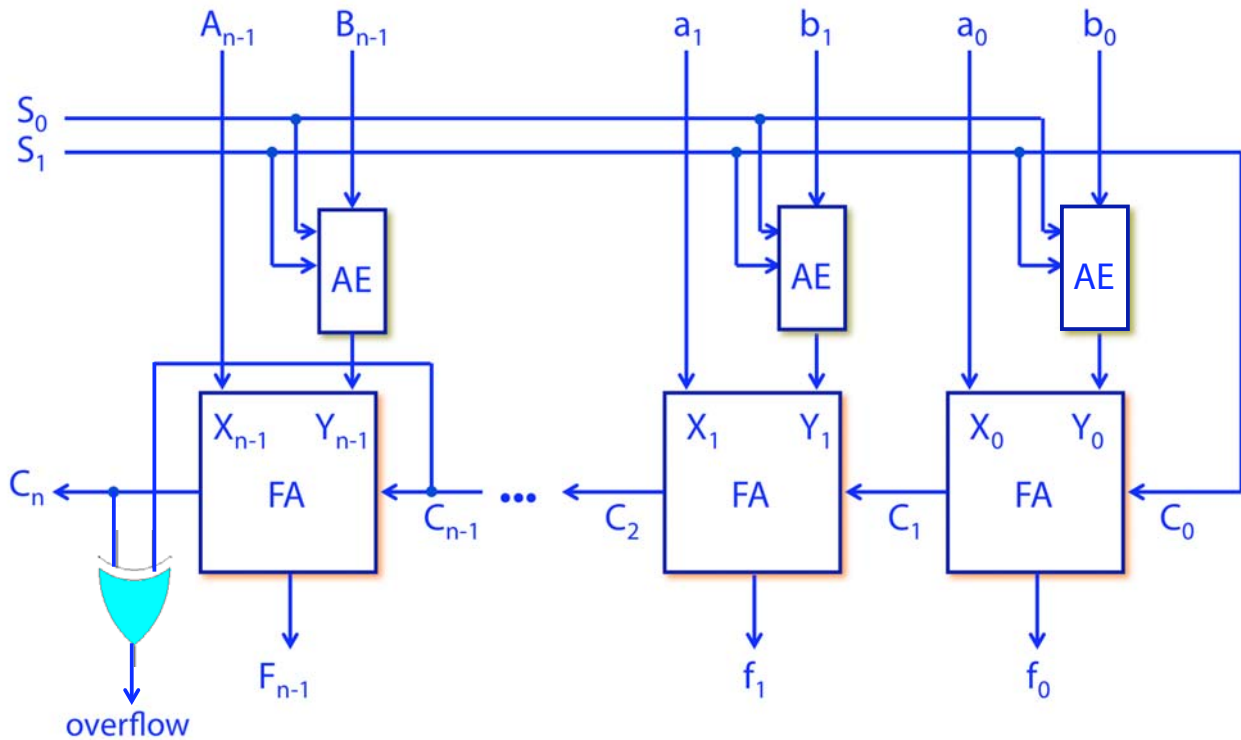 Aₙ₋₁ Bₙ₋₁ a₁ b₁ a₀ b₀
S₀
S₁
AE AE AE
Xₙ₋₁ Yₙ₋₁ X₁ Y₁ X₀ Y₀
Cₙ FA Cₙ₋₁ ... C₂ FA C₁ FA C₀
Fₙ₋₁ f₁ f₀
overflow